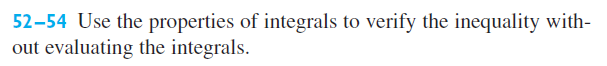 52–54 Use the properties of integrals to verify the inequality with-
out evaluating the integrals.